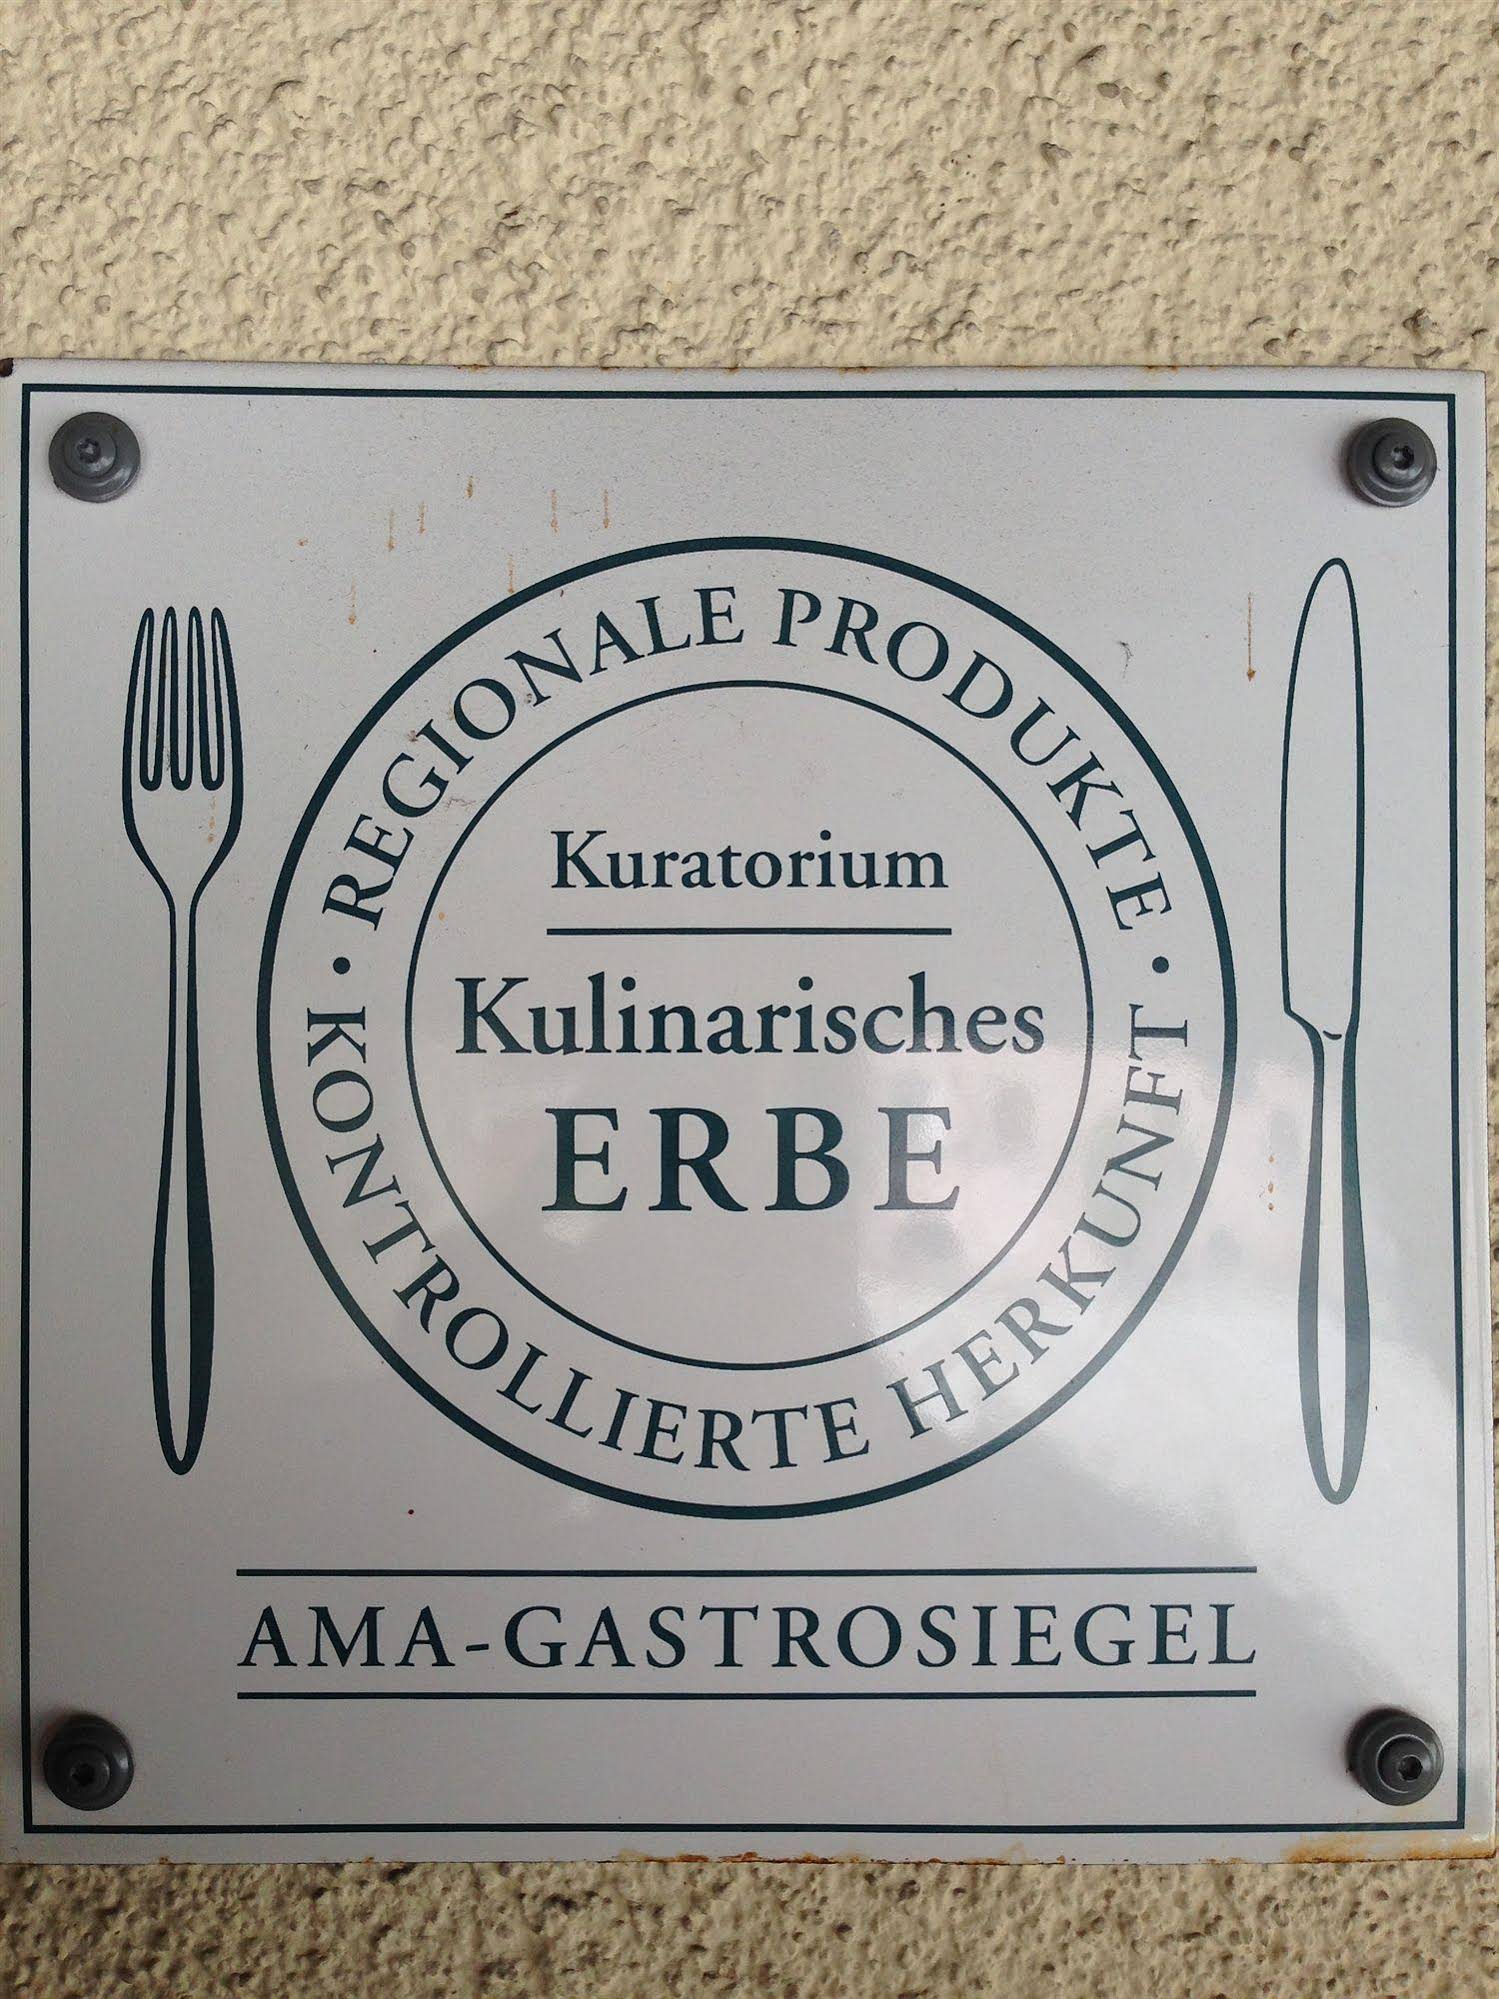 · REGIONALE PRODUKTE ·
Kuratorium
Kulinarisches
ERBE
KONTROLLIERTE HERKUNFT
AMA-GASTROSIEGEL